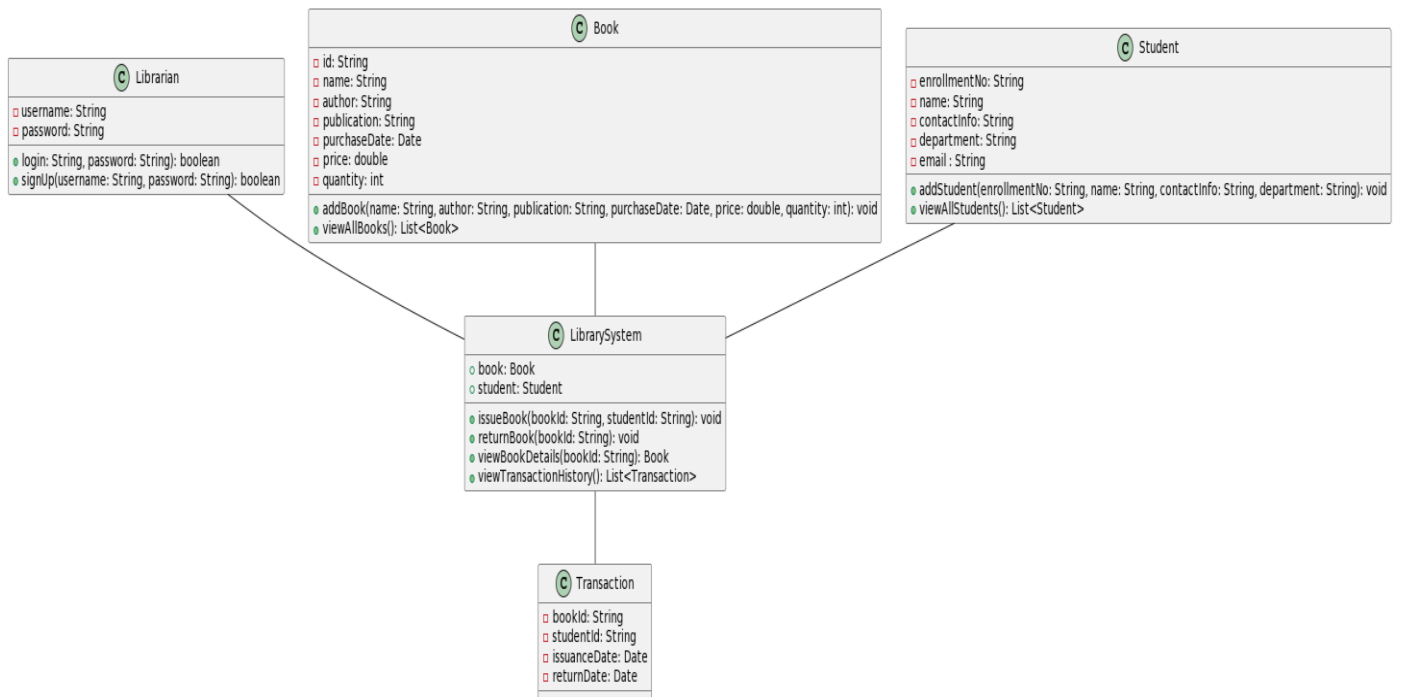 C Librarian
username: String
password: String
login: String, password: String): boolean
signUp(username: String, password: String): boolean
C Book
id: String
name: String
author: String
publication: String
purchaseDate: Date
price: double
quantity: int
addBook(name: String, author: String, publication: String, purchaseDate: Date, price: double, quantity: int): void
viewAllBooks(): List<Book>
C Student
enrollmentNo: String
name: String
contactInfo: String
department: String
email : String
addStudent(enrollmentNo: String, name: String, contactInfo: String, department: String): void
viewAllStudents(): List<Student>
C LibrarySystem
book: Book
student: Student
issueBook(bookId: String, studentId: String): void
returnBook(bookId: String): void
viewBookDetails(bookId: String): Book
viewTransactionHistory(): List<Transaction>
C Transaction
bookId: String
studentId: String
issuanceDate: Date
returnDate: Date